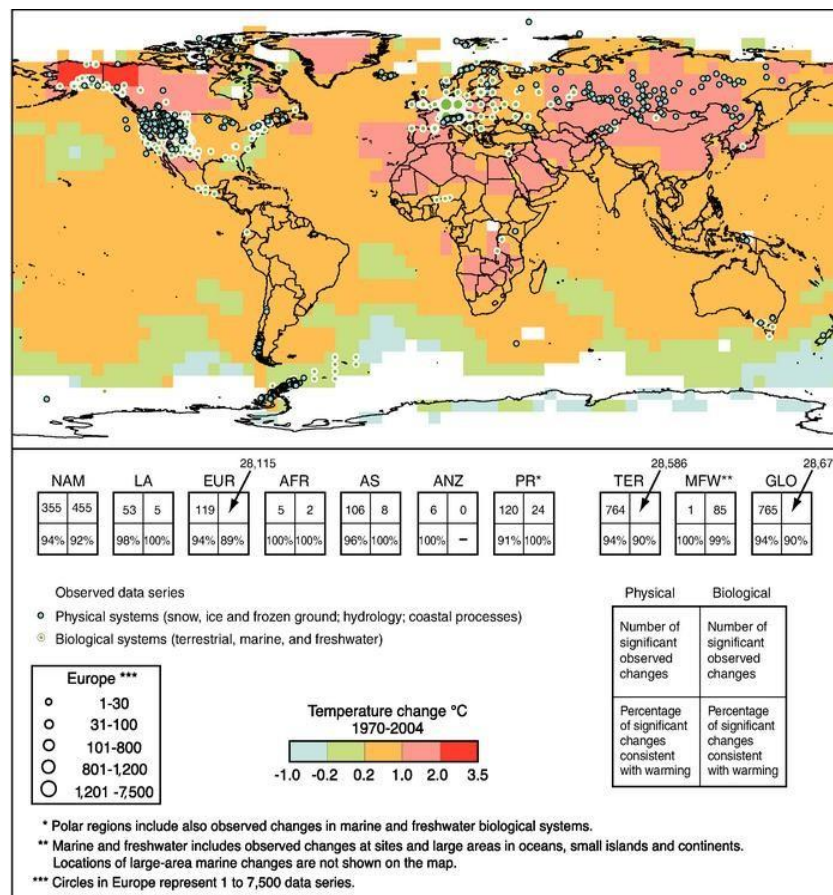 28,115
28,586
28,67
NAM LA EUR AFR AS ANZ PR* TER MFW** GLO
355 455 53 5 119 5 2 106 8 6 0 120 24 764 1 85 765
94% 92% 98% 100% 94% 89% 100% 100% 96% 100% 100% – 91% 100% 94% 90% 100% 99% 94% 90%
Observed data series
Physical systems (snow, ice and frozen ground; hydrology; coastal processes)
Biological systems (terrestrial, marine, and freshwater)
Physical Biological
Number of significant observed changes
Number of significant observed changes
Percentage of significant changes consistent with warming
Percentage of significant changes consistent with warming
Europe ***
1-30
31-100
101-800
801-1,200
1,201 -7,500
Temperature change °C
1970-2004
-1.0 -0.2 0.2 1.0 2.0 3.5
* Polar regions include also observed changes in marine and freshwater biological systems.
** Marine and freshwater includes observed changes at sites and large areas in oceans, small islands and continents.
Locations of large-area marine changes are not shown on the map.
*** Circles in Europe represent 1 to 7,500 data series.